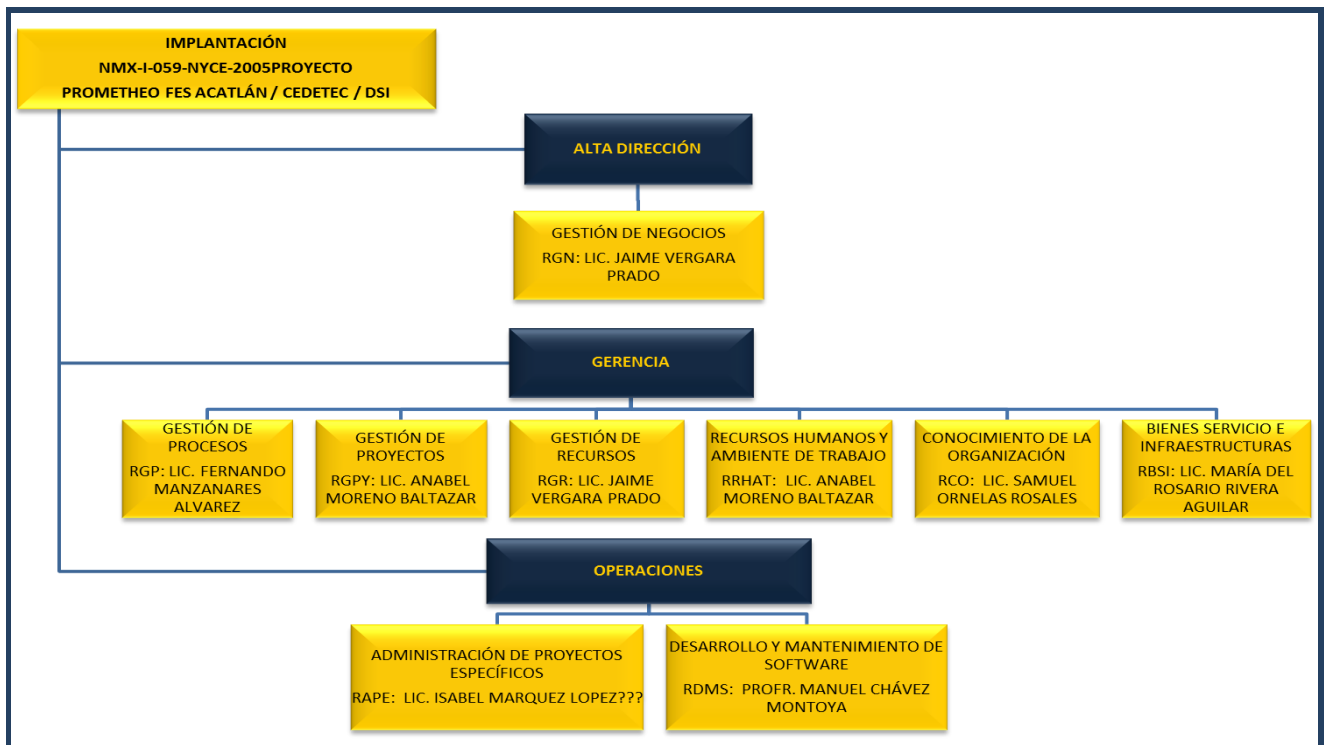 IMPLANTACIÓN
NMX-I-059-NYCE-2005PROYECTO
PROMETHEO FES ACATLÁN / CEDETEC / DSI
ALTA DIRECCIÓN
GESTIÓN DE NEGOCIOS
RGN: LIC. JAIME VERGARA
PRADO
GERENCIA
GESTIÓN DE
PROCESOS
RGP: LIC. FERNANDO
MANZANARES
ALVAREZ
GESTIÓN DE
PROYECTOS
RGPY: LIC. ANABEL
MORENO BALTAZAR
GESTIÓN DE
RECURSOS
RGR: LIC. JAIME
VERGARA PRADO
RECURSOS HUMANOS Y
AMBIENTE DE TRABAJO
RRHAT: LIC. ANABEL
MORENO BALTAZAR
CONOCIMIENTO DE LA
ORGANIZACIÓN
RCO: LIC. SAMUEL
ORNELAS ROSALES
BIENES SERVICIO E
INFRAESTRUCTURAS
RBSI: LIC. MARÍA DEL
ROSARIO RIVERA
AGUILAR
OPERACIONES
ADMINISTRACIÓN DE PROYECTOS
ESPECÍFICOS
RAPE: LIC. ISABEL MARQUEZ LOPEZ???
DESARROLLO Y MANTENIMIENTO DE
SOFTWARE
RDMS: PROFR. MANUEL CHÁVEZ
MONTOYA